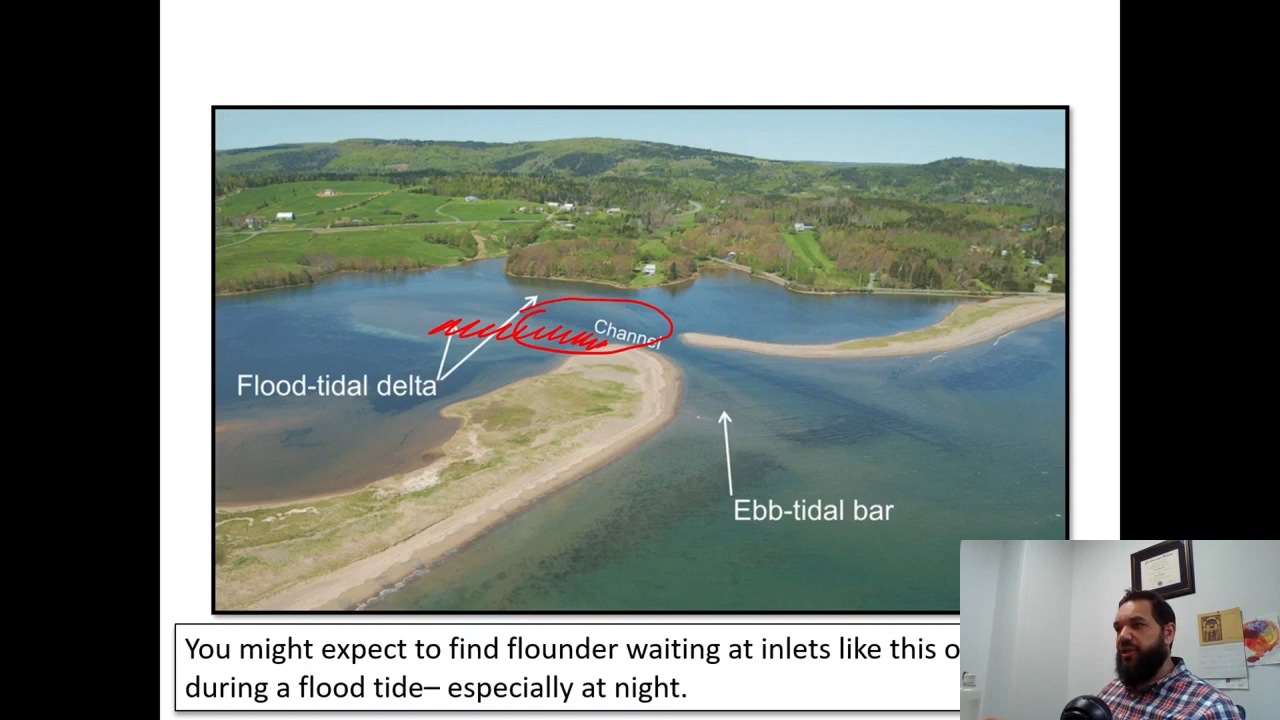 Channel
Flood-tidal delta
Ebb-tidal bar
You might expect to find flounder waiting at inlets like this
during a flood tide– especially at night.